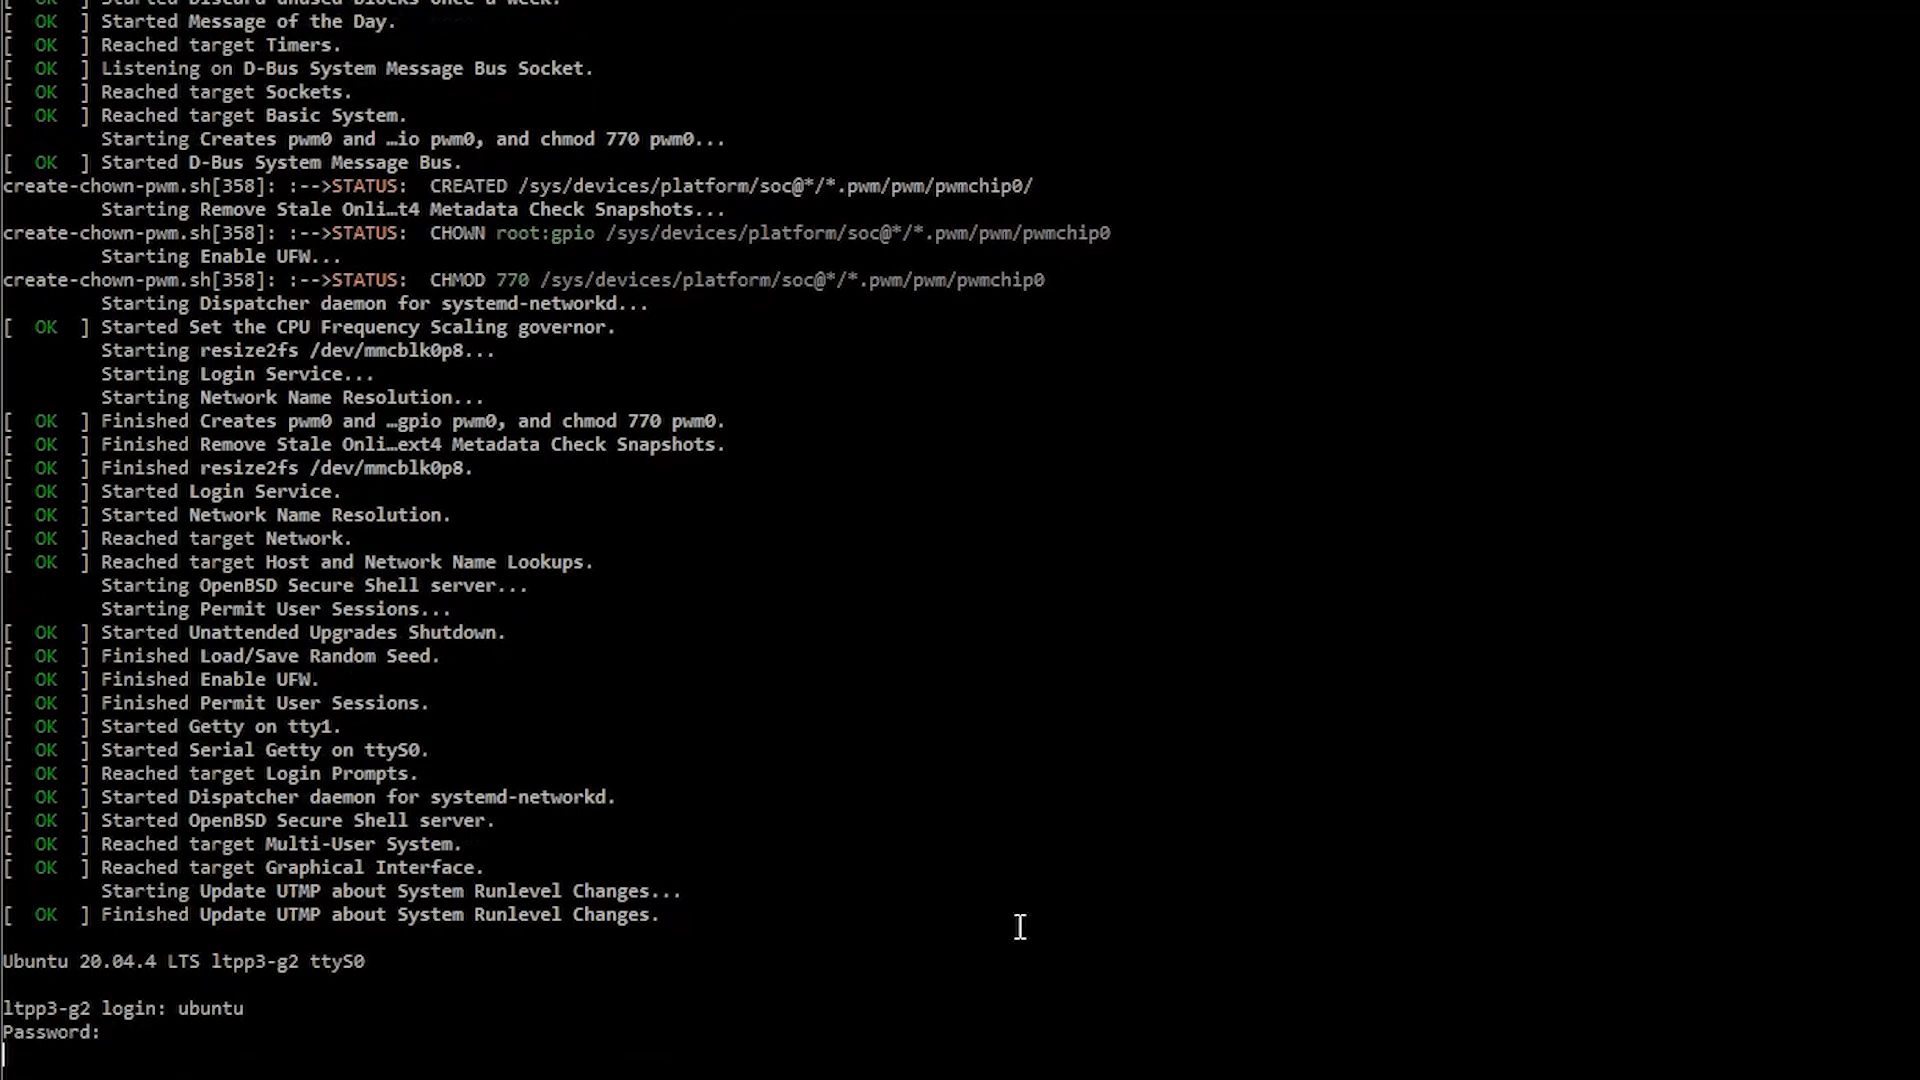 [  OK  ] Started Discard unused blocks once a week.
[  OK  ] Started Message of the Day.
[  OK  ] Reached target Timers.
[  OK  ] Listening on D-Bus System Message Bus Socket.
[  OK  ] Reached target Sockets.
[  OK  ] Reached target Basic System.
         Starting Creates pwm0 and …io pwm0, and chmod 770 pwm0...
[  OK  ] Started D-Bus System Message Bus.
create-chown-pwm.sh[358]: :-->STATUS:  CREATED /sys/devices/platform/soc@*/*.pwm/pwm/pwmchip0/
         Starting Remove Stale Onli…t4 Metadata Check Snapshots...
create-chown-pwm.sh[358]: :-->STATUS:  CHOWN root:gpio /sys/devices/platform/soc@*/*.pwm/pwm/pwmchip0
         Starting Enable UFW...
create-chown-pwm.sh[358]: :-->STATUS:  CHMOD 770 /sys/devices/platform/soc@*/*.pwm/pwm/pwmchip0
         Starting Dispatcher daemon for systemd-networkd...
[  OK  ] Started Set the CPU Frequency Scaling governor.
         Starting resize2fs /dev/mmcblk0p8...
         Starting Login Service...
         Starting Network Name Resolution...
[  OK  ] Finished Creates pwm0 and …gpio pwm0, and chmod 770 pwm0.
[  OK  ] Finished Remove Stale Onli…ext4 Metadata Check Snapshots.
[  OK  ] Finished resize2fs /dev/mmcblk0p8.
[  OK  ] Started Login Service.
[  OK  ] Started Network Name Resolution.
[  OK  ] Reached target Network.
[  OK  ] Reached target Host and Network Name Lookups.
         Starting OpenBSD Secure Shell server...
         Starting Permit User Sessions...
[  OK  ] Started Unattended Upgrades Shutdown.
[  OK  ] Finished Load/Save Random Seed.
[  OK  ] Finished Enable UFW.
[  OK  ] Finished Permit User Sessions.
[  OK  ] Started Getty on tty1.
[  OK  ] Started Serial Getty on ttyS0.
[  OK  ] Reached target Login Prompts.
[  OK  ] Started Dispatcher daemon for systemd-networkd.
[  OK  ] Started OpenBSD Secure Shell server.
[  OK  ] Reached target Multi-User System.
[  OK  ] Reached target Graphical Interface.
         Starting Update UTMP about System Runlevel Changes...
[  OK  ] Finished Update UTMP about System Runlevel Changes.
Ubuntu 20.04.4 LTS ltpp3-g2 ttyS0
ltpp3-g2 login: ubuntu
Password: